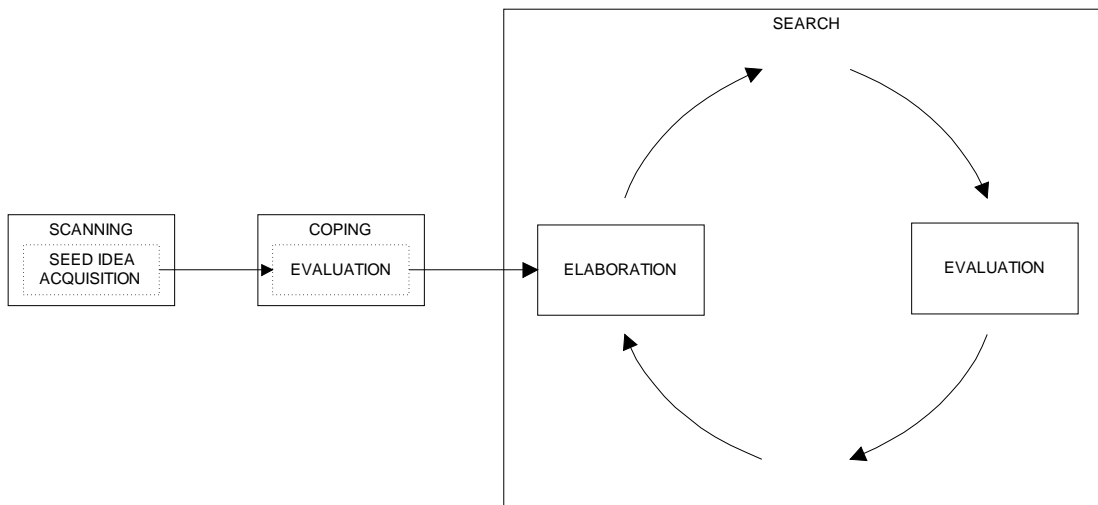 SEARCH
SCANNING
SEED IDEA
ACQUISITION
COPING
EVALUATION
ELABORATION
EVALUATION